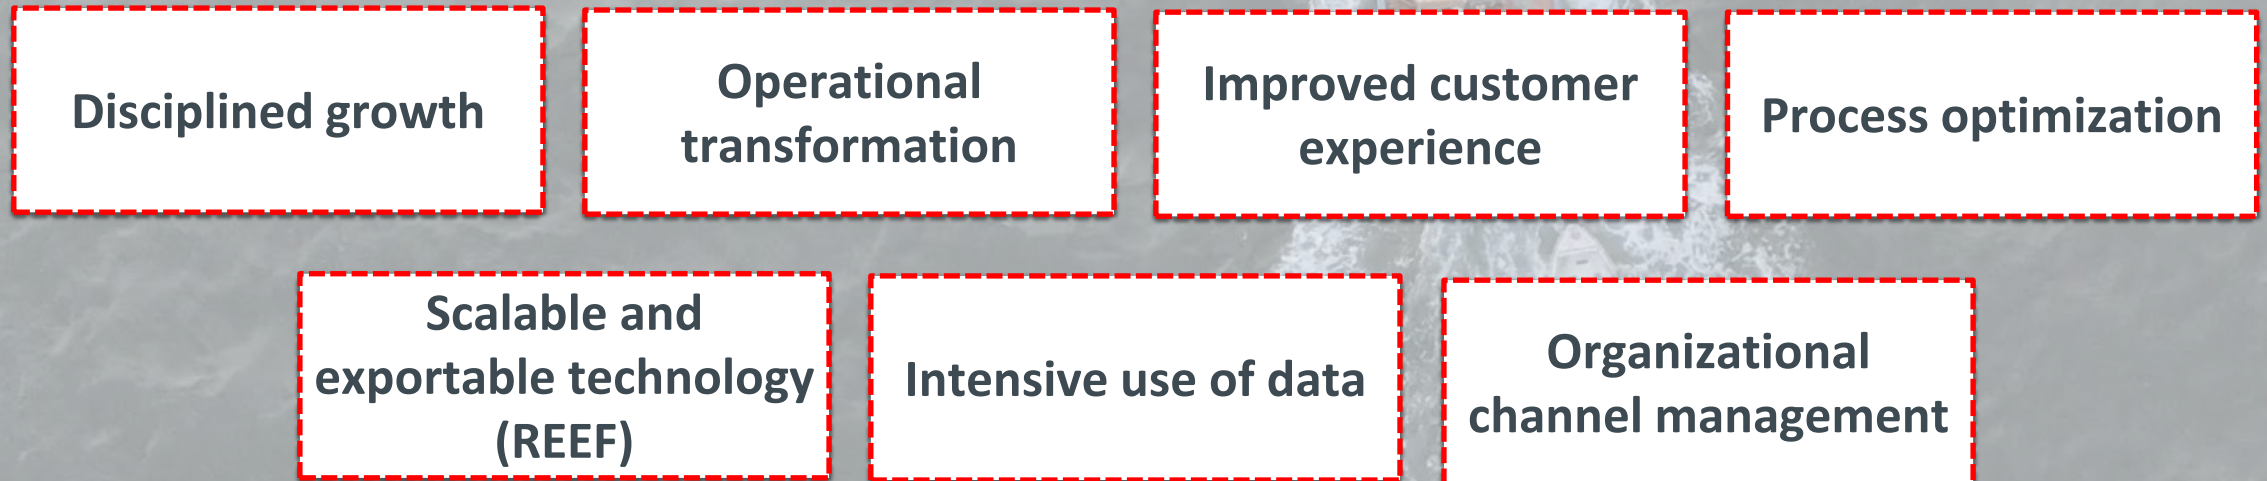 Disciplined growth
Operational
transformation
Improved customer
experience
Process optimization
Scalable and
exportable technology
(REEF)
Intensive use of data
Organizational
channel management